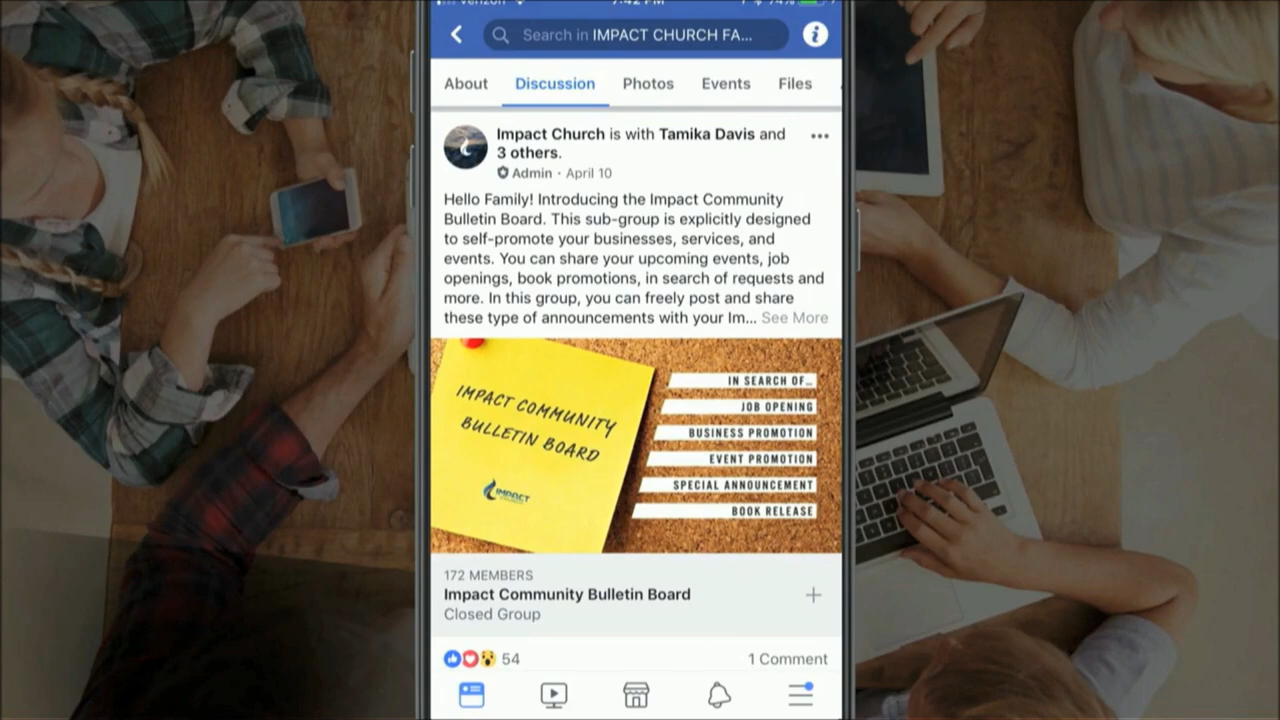 Search in IMPACT CHURCH FA...
About Discussion Photos Events Files
Impact Church is with Tamika Davis and
3 others.
Admin · April 10
Hello Family! Introducing the Impact Community
Bulletin Board. This sub-group is explicitly designed
to self-promote your businesses, services, and
events. You can share your upcoming events, job
openings, book promotions, in search of requests and
more. In this group, you can freely post and share
these type of announcements with your Im... See More
IMPACT COMMUNITY
BULLETIN BOARD
IMPACT
IN SEARCH OF...
JOB OPENING
BUSINESS PROMOTION
EVENT PROMOTION
SPECIAL ANNOUNCEMENT
BOOK RELEASE
172 MEMBERS
Impact Community Bulletin Board
Closed Group
54
1 Comment